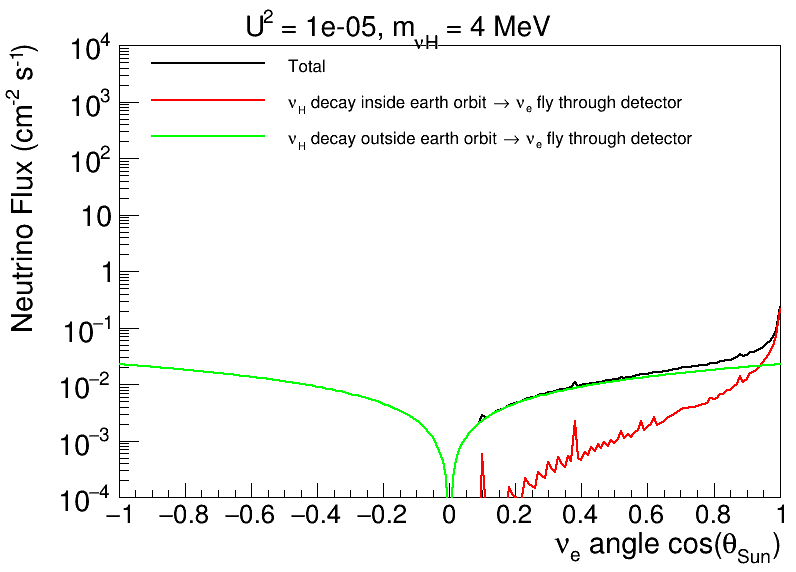 U² = 1e-05, m_νH = 4 MeV
Neutrino Flux (cm⁻² s⁻¹)
10⁴
10³
10²
10
1
10⁻¹
10⁻²
10⁻³
10⁻⁴
Total
ν_H decay inside earth orbit → ν_e fly through detector
ν_H decay outside earth orbit → ν_e fly through detector
−1 −0.8 −0.6 −0.4 −0.2 0 0.2 0.4 0.6 0.8 1
ν_e angle cos(θ_Sun)